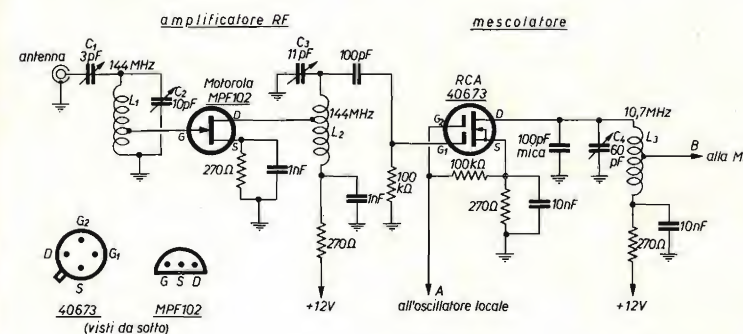 amplificatore RF
mescolatore
antenna
C1
3pF
144MHz
C2
10pF
L1
Motorola
MPF102
G
D
S
270Ω
1nF
C3
11pF
100pF
144MHz
L2
1nF
270Ω
+12V
100
kΩ
RCA
40673
G2
G1
D
S
100kΩ
270Ω
10nF
A
all'oscillatore locale
10,7MHz
100pF
mica
C4
60
pF
L3
B
alla M
10nF
270Ω
+12V
G2
D
G1
S
40673
G S D
MPF102
(visti da sotto)